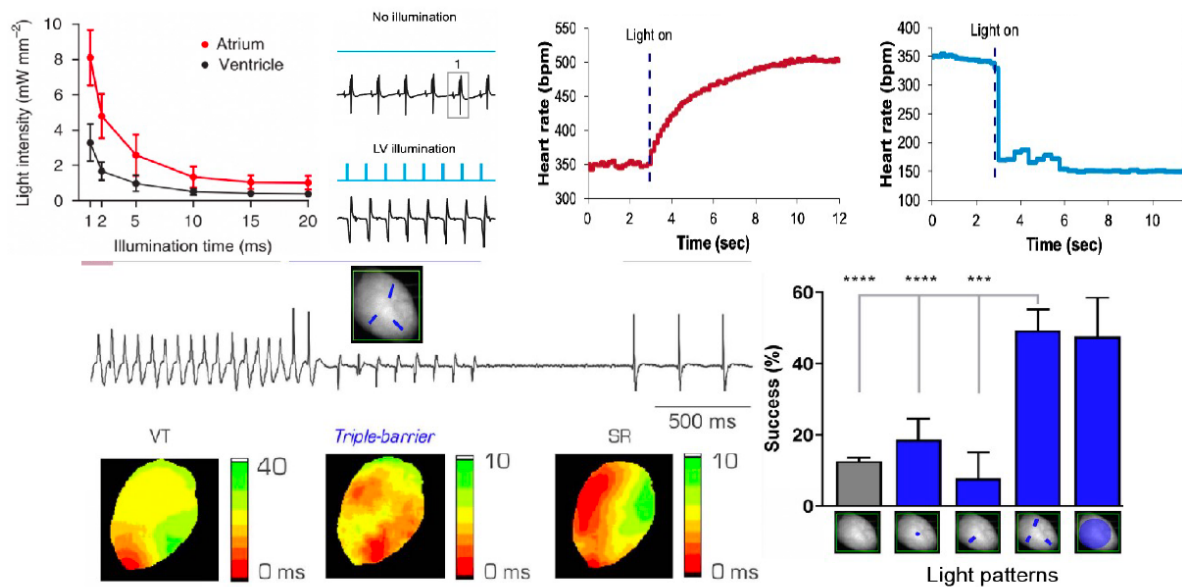 Light intensity (mW mm⁻²)
10
8
6
4
2
0
Atrium
Ventricle
1 2 5 10 15 20
Illumination time (ms)
No illumination
1
LV illumination
Heart rate (bpm)
550
500
450
400
350
300
Light on
0 2 4 6 8 10 12
Time (sec)
Heart rate (bpm)
400
350
300
250
200
150
100
Light on
0 2 4 6 8 10
Time (sec)
500 ms
VT
40
0 ms
Triple-barrier
10
0 ms
SR
10
0 ms
Success (%)
60
40
20
0
**** **** ***
Light patterns